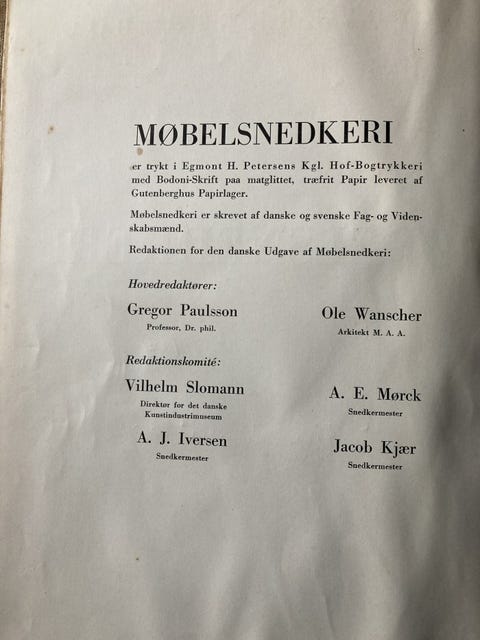 MØBELSNEDKERI
er trykt i Egmont H. Petersens Kgl. Hof-Bogtrykkeri
med Bodoni-Skrift paa matglittet, træfrit Papir leveret af
Gutenberghus Papirlager.
Møbelsnedkeri er skrevet af danske og svenske Fag- og Viden-
skabsmænd.
Redaktionen for den danske Udgave af Møbelsnedkeri:
Hovedredaktører:
Gregor Paulsson
Professor, Dr. phil.
Ole Wanscher
Arkitekt M. A. A.
Redaktionskomité:
Vilhelm Slomann
Direktør for det danske
Kunstindustrimuseum
A. E. Mørck
Snedkermester
A. J. Iversen
Snedkermester
Jacob Kjær
Snedkermester